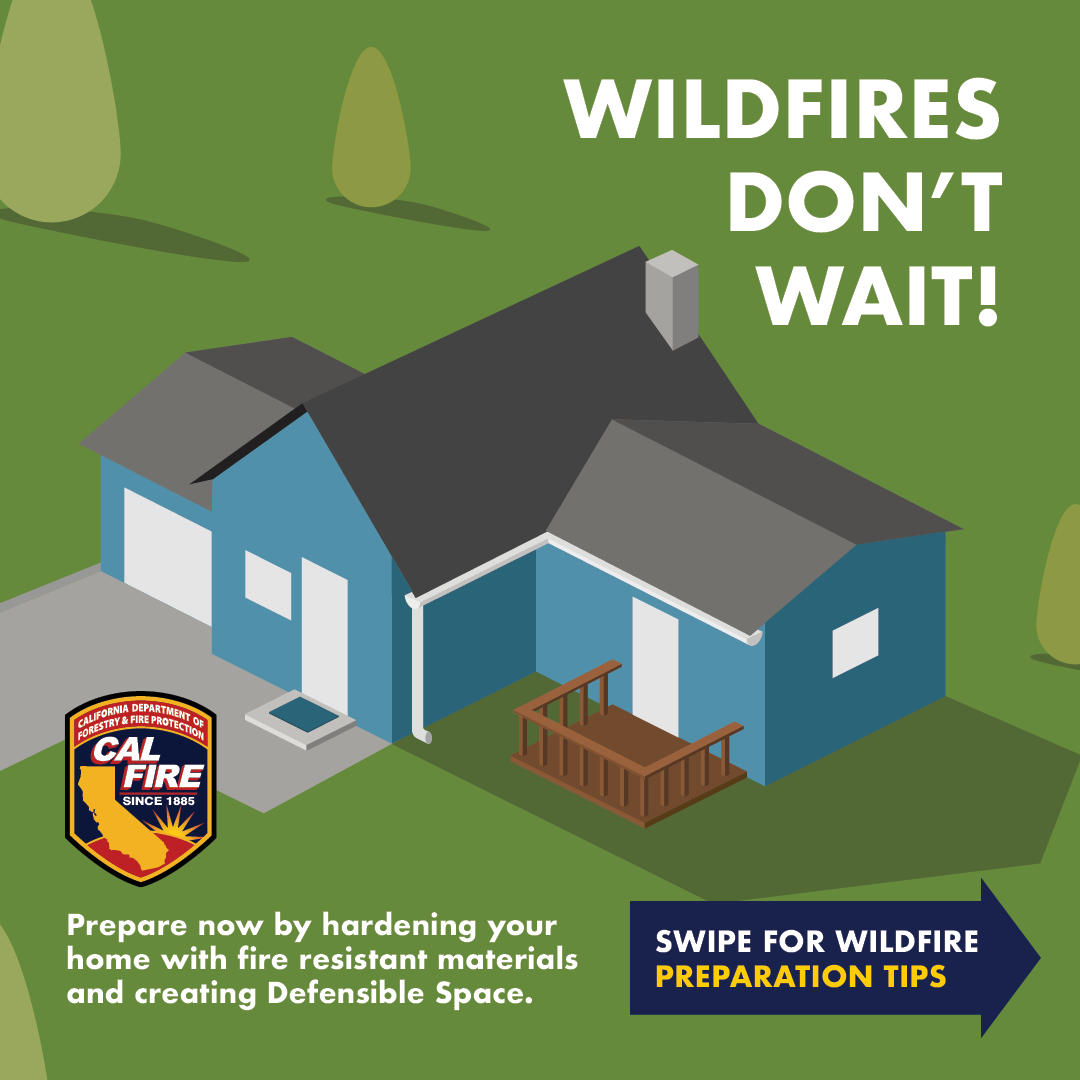 WILDFIRES
DON'T
WAIT!
CALIFORNIA DEPARTMENT OF
FORESTRY & FIRE PROTECTION
CAL
FIRE
SINCE 1885
Prepare now by hardening your
home with fire resistant materials
and creating Defensible Space.
SWIPE FOR WILDFIRE
PREPARATION TIPS